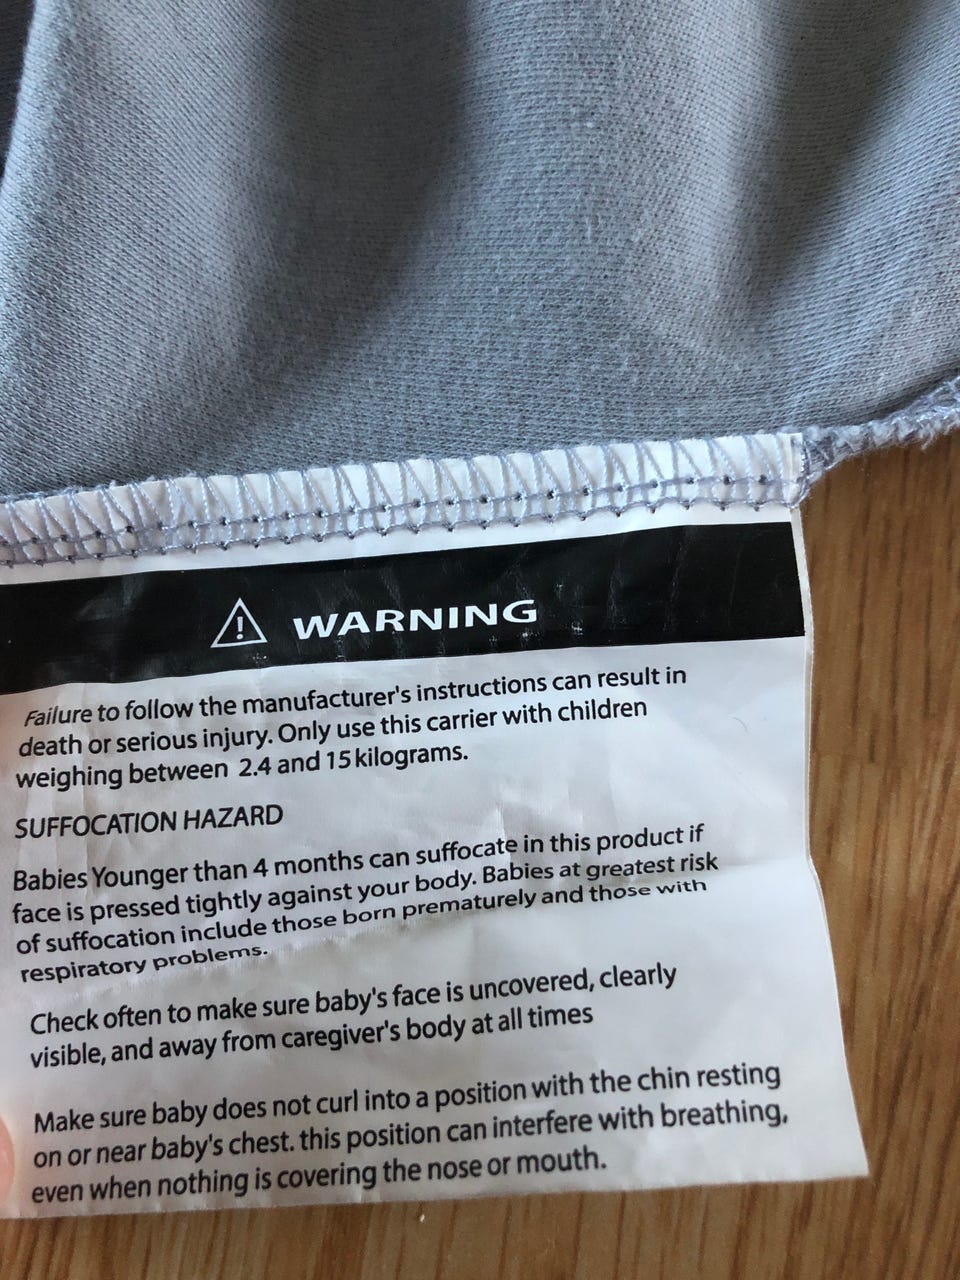 WARNING
Failure to follow the manufacturer's instructions can result in
death or serious injury. Only use this carrier with children
weighing between 2.4 and 15 kilograms.
SUFFOCATION HAZARD
Babies Younger than 4 months can suffocate in this product if
face is pressed tightly against your body. Babies at greatest risk
of suffocation include those born prematurely and those with
respiratory problems.
Check often to make sure baby's face is uncovered, clearly
visible, and away from caregiver's body at all times
Make sure baby does not curl into a position with the chin resting
on or near baby's chest. this position can interfere with breathing,
even when nothing is covering the nose or mouth.